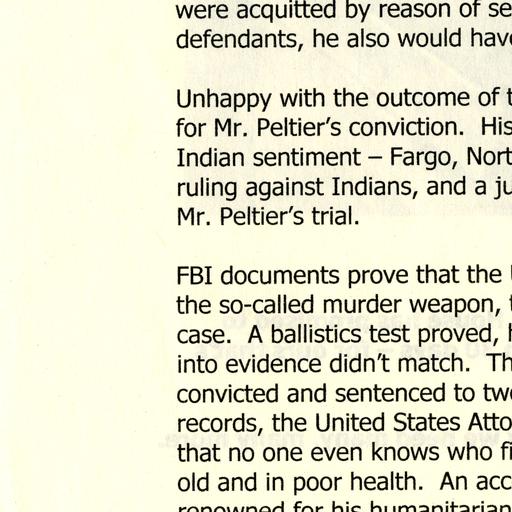 were acquitted by reason of se
defendants, he also would have
Unhappy with the outcome of t
for Mr. Peltier's conviction.  His
Indian sentiment – Fargo, Nort
ruling against Indians, and a ju
Mr. Peltier's trial.
FBI documents prove that the
the so-called murder weapon,
case.  A ballistics test proved, h
into evidence didn't match.  Th
convicted and sentenced to two
records, the United States Atto
that no one even knows who fi
old and in poor health.  An acc
renowned for his humanitarian